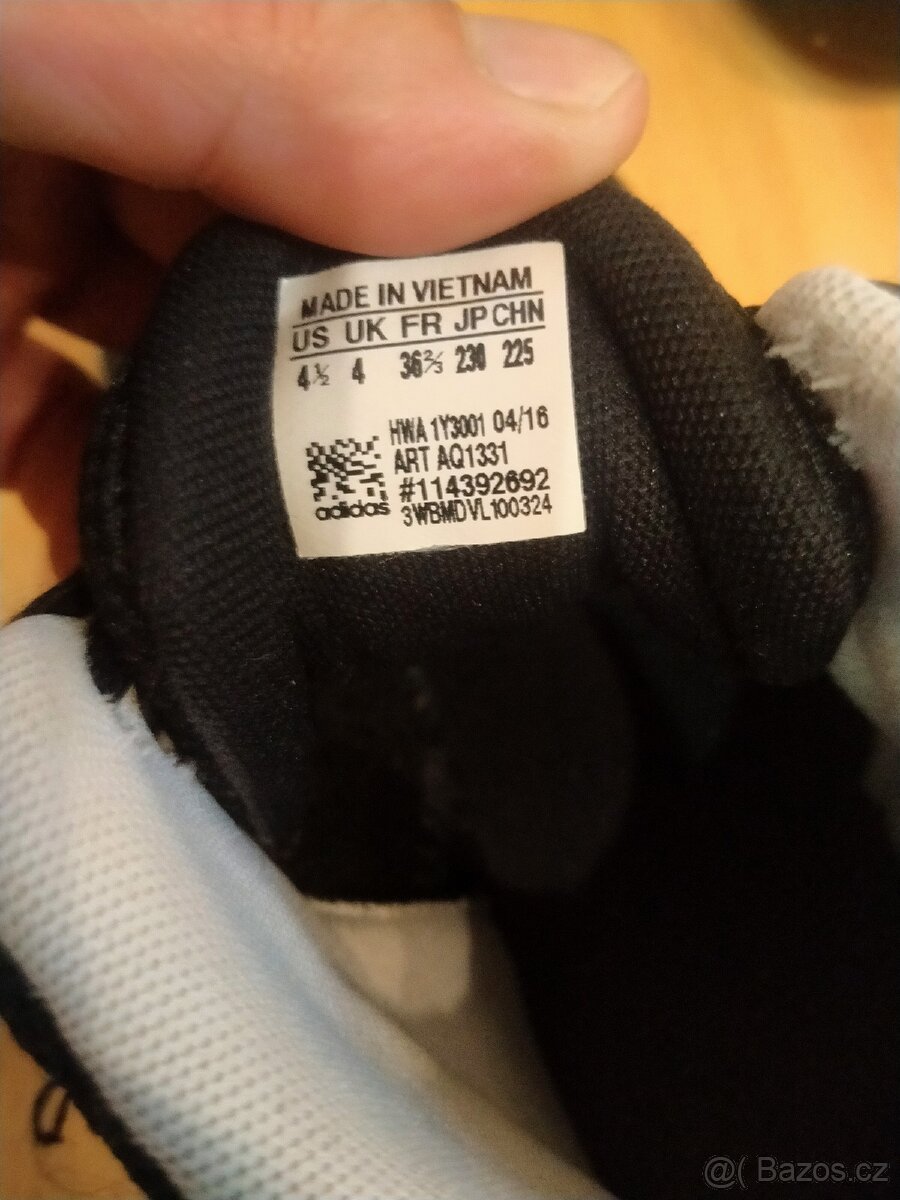 MADE IN VIETNAM
US UK FR JP CHN
4½ 4 36⅔ 230 225
HWA 1Y3001 04/16
ART AQ1331
#114392692
adidas 3WBMDVL100324
@( Bazos.cz